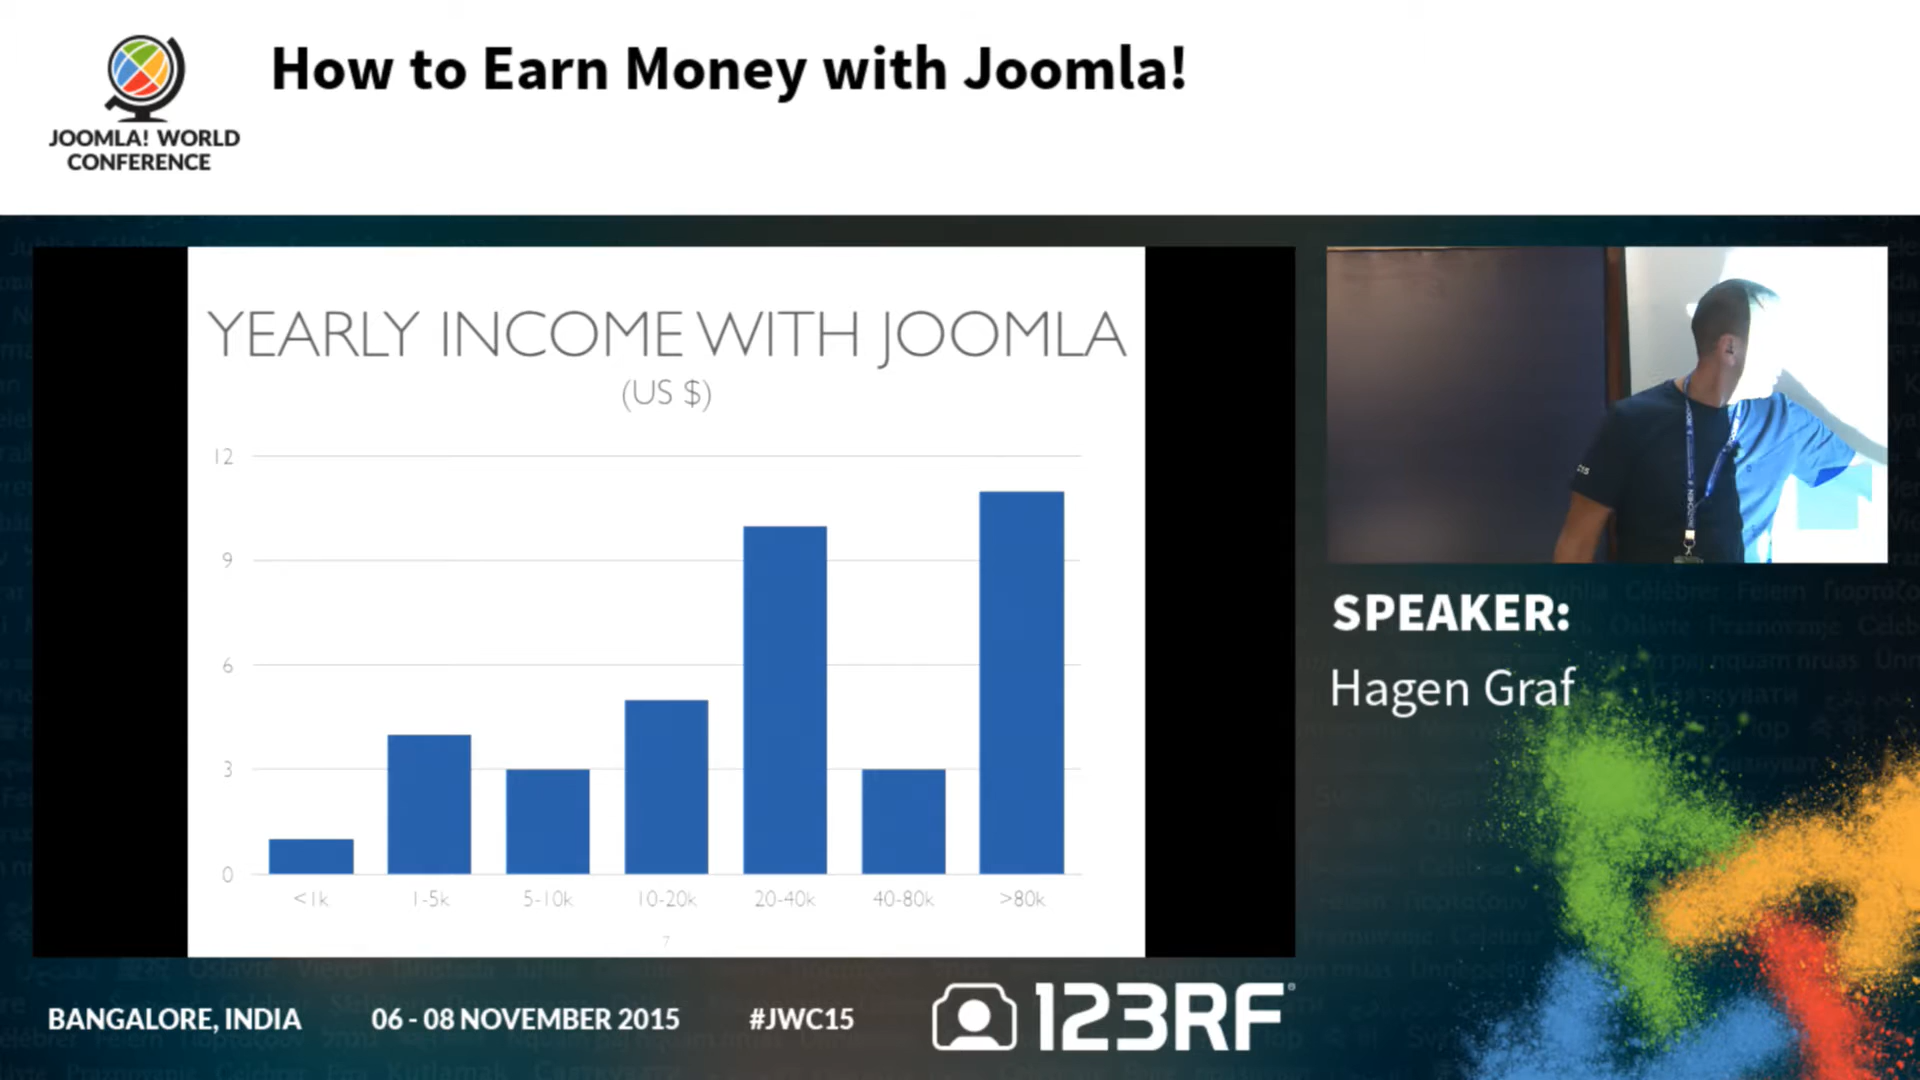 JOOMLA! WORLD
CONFERENCE
How to Earn Money with Joomla!
YEARLY INCOME WITH JOOMLA
(US $)
12
9
6
3
0
<1k
1-5k
5-10k
10-20k
20-40k
40-80k
>80k
7
SPEAKER:
Hagen Graf
BANGALORE, INDIA
06 - 08 NOVEMBER 2015
#JWC15
123RF